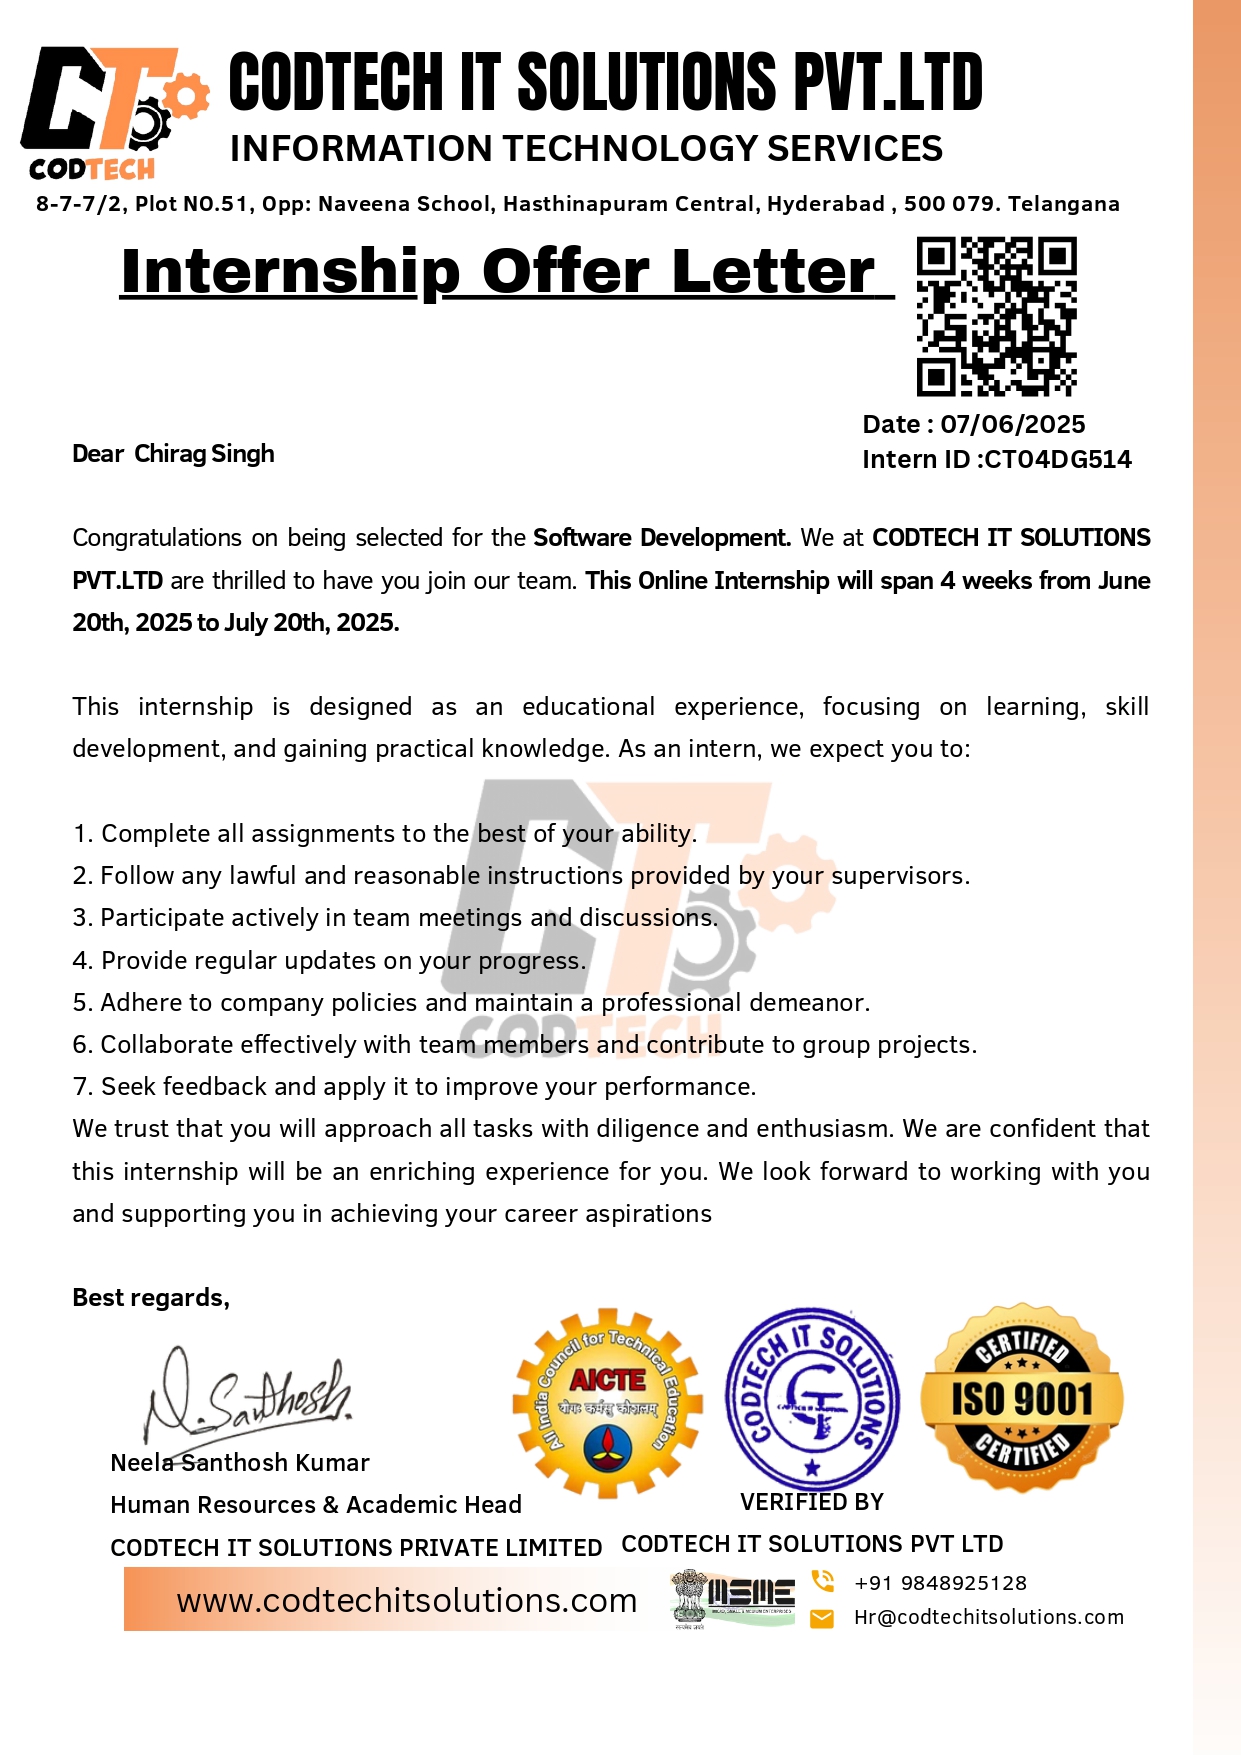 CT
CODTECH
CODTECH IT SOLUTIONS PVT.LTD
INFORMATION TECHNOLOGY SERVICES
8-7-7/2, Plot NO.51, Opp: Naveena School, Hasthinapuram Central, Hyderabad , 500 079. Telangana
Internship Offer Letter
Date : 07/06/2025
Intern ID :CT04DG514
Dear Chirag Singh
Congratulations on being selected for the Software Development. We at CODTECH IT SOLUTIONS
PVT.LTD are thrilled to have you join our team. This Online Internship will span 4 weeks from June
20th, 2025 to July 20th, 2025.
This internship is designed as an educational experience, focusing on learning, skill
development, and gaining practical knowledge. As an intern, we expect you to:
1. Complete all assignments to the best of your ability.
2. Follow any lawful and reasonable instructions provided by your supervisors.
3. Participate actively in team meetings and discussions.
4. Provide regular updates on your progress.
5. Adhere to company policies and maintain a professional demeanor.
6. Collaborate effectively with team members and contribute to group projects.
7. Seek feedback and apply it to improve your performance.
CT
CODTECH
We trust that you will approach all tasks with diligence and enthusiasm. We are confident that
this internship will be an enriching experience for you. We look forward to working with you
and supporting you in achieving your career aspirations
Best regards,
N. Santhosh.
Neela Santhosh Kumar
Human Resources & Academic Head
CODTECH IT SOLUTIONS PRIVATE LIMITED
All India Council for Technical Education
AICTE
योगः कर्मसु कौशलम्
CODTECH IT SOLUTIONS
CT
VERIFIED BY
CODTECH IT SOLUTIONS PVT LTD
CERTIFIED
ISO 9001
CERTIFIED
www.codtechitsolutions.com
सत्यमेव जयते
MSME
MICRO, SMALL & MEDIUM ENTERPRISES
+91 9848925128
Hr@codtechitsolutions.com